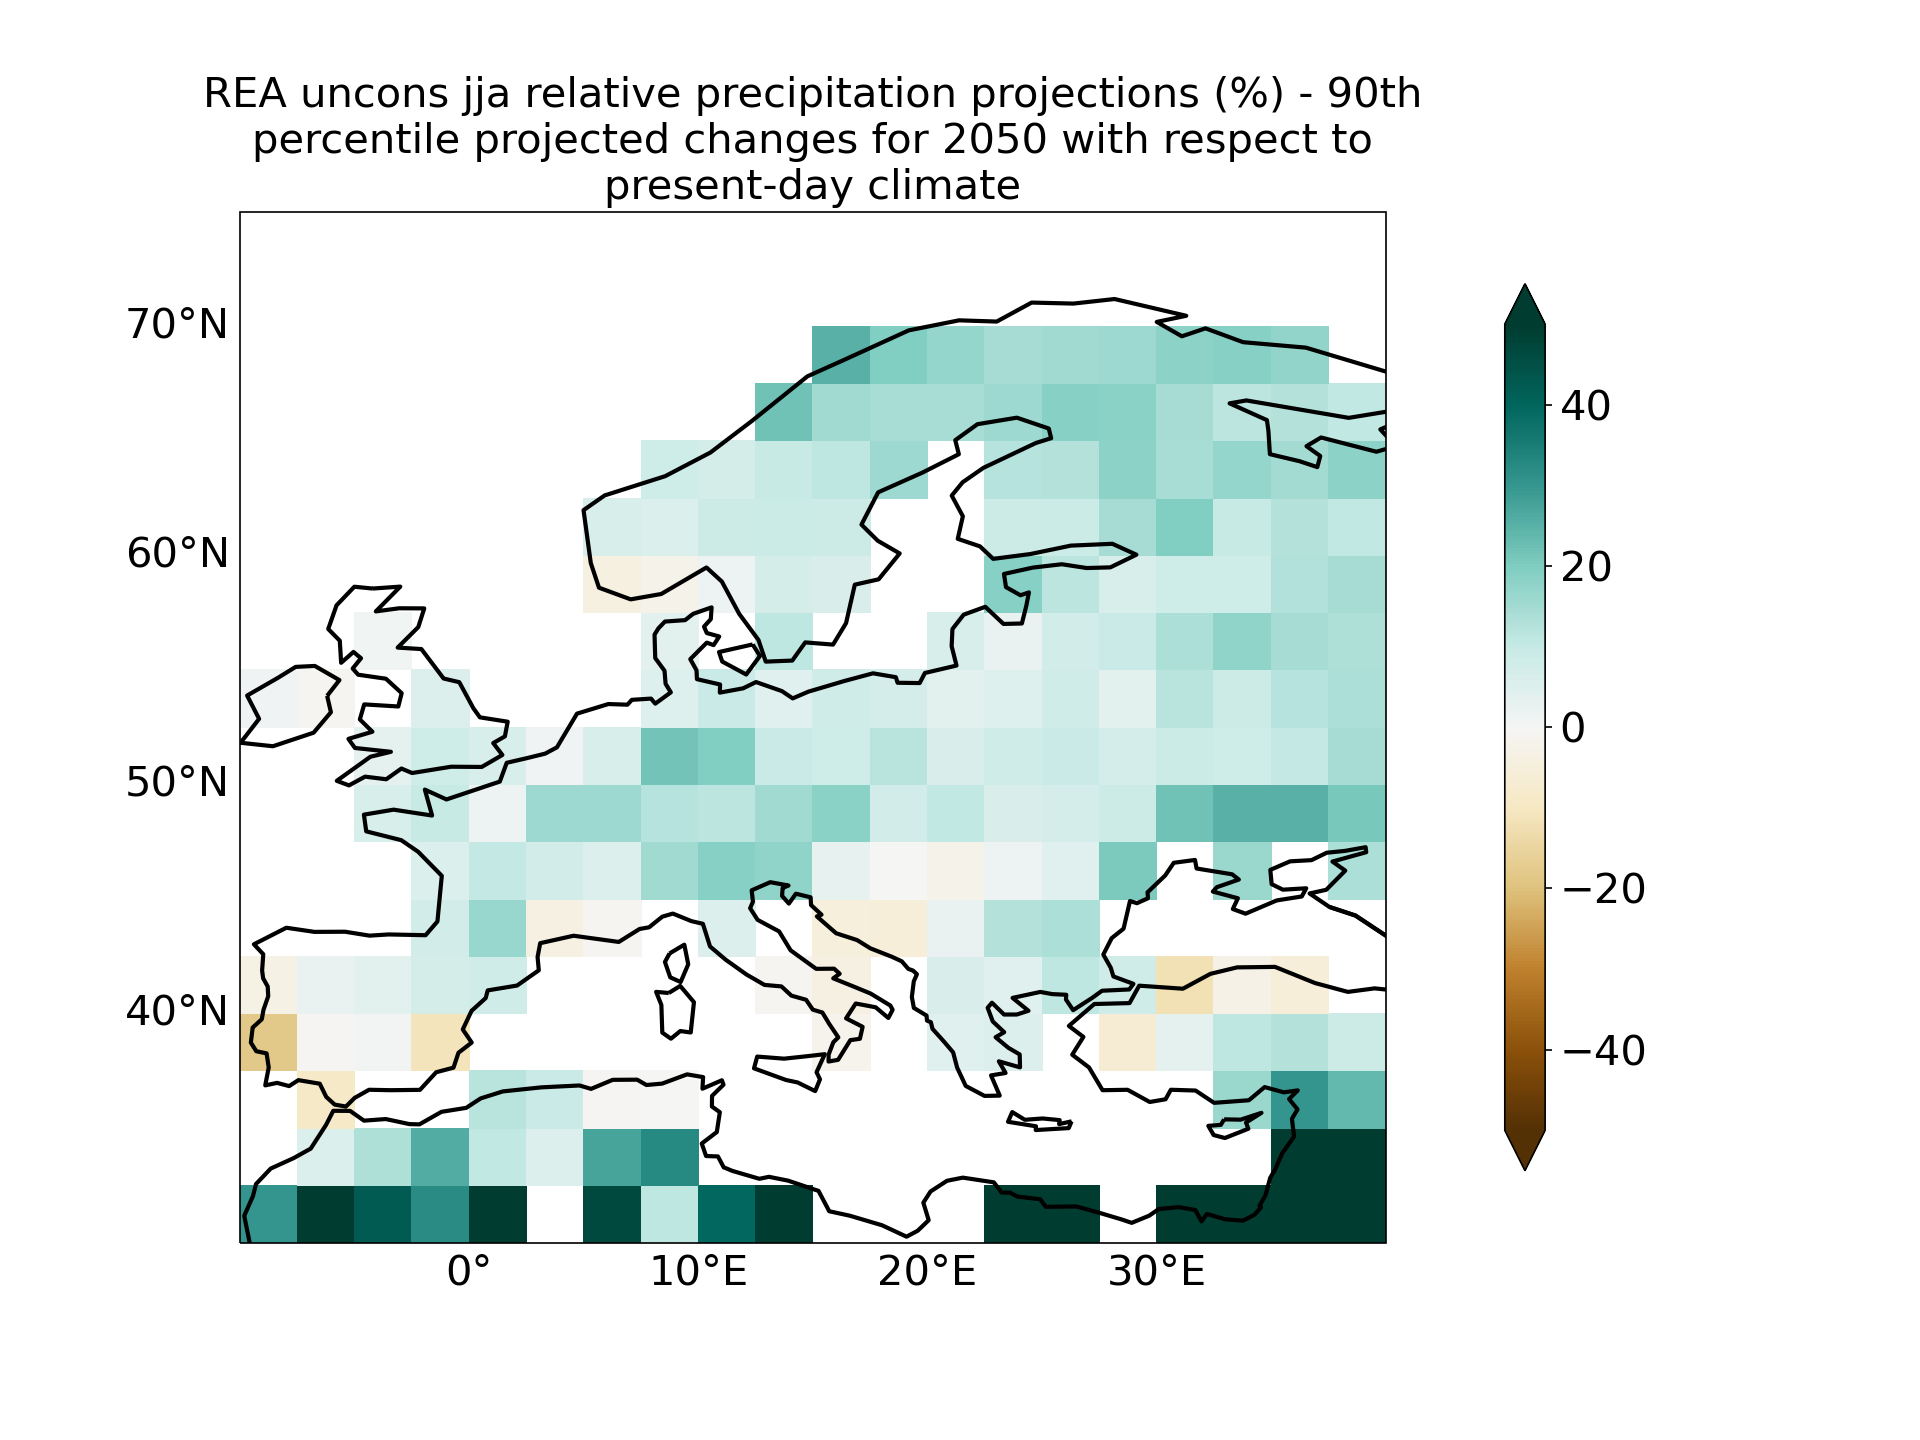 REA uncons jja relative precipitation projections (%) - 90th
percentile projected changes for 2050 with respect to
present-day climate
70°N
60°N
50°N
40°N
0°
10°E
20°E
30°E
40
20
0
−20
−40